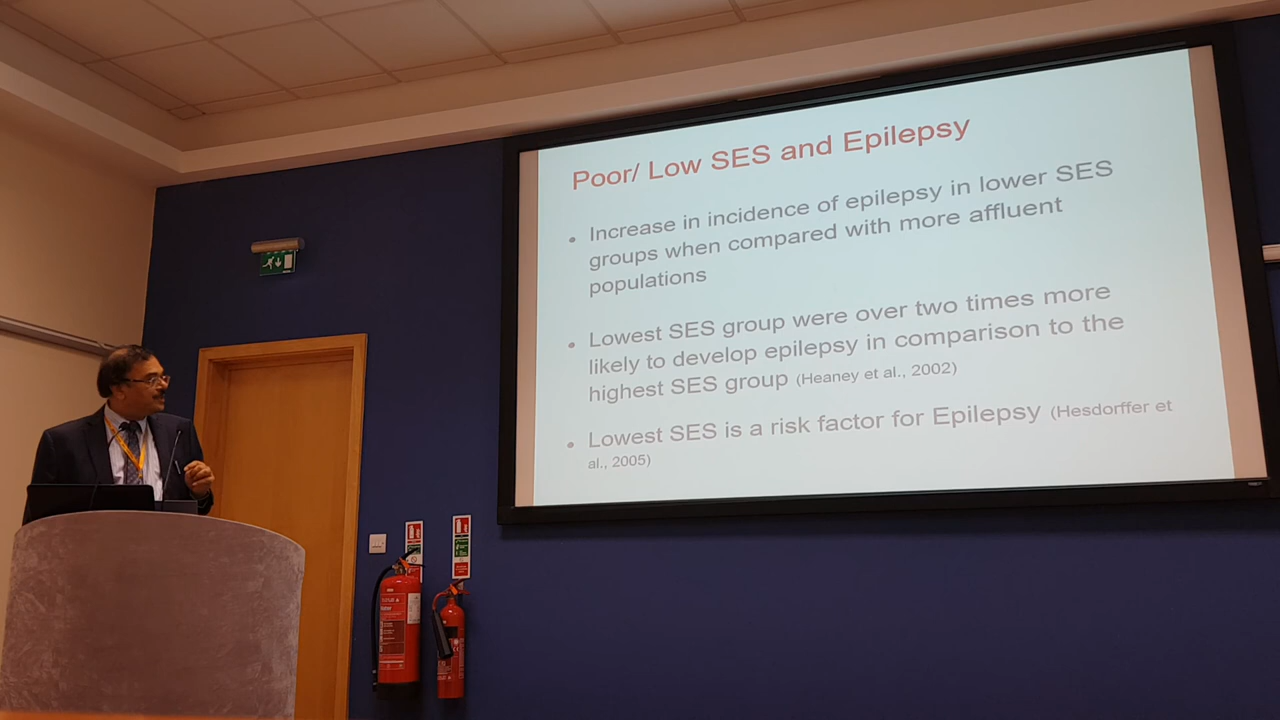 Poor/ Low SES and Epilepsy
• Increase in incidence of epilepsy in lower SES
groups when compared with more affluent
populations
• Lowest SES group were over two times more
likely to develop epilepsy in comparison to the
highest SES group (Heaney et al., 2002)
• Lowest SES is a risk factor for Epilepsy (Hesdorffer et
al., 2005)